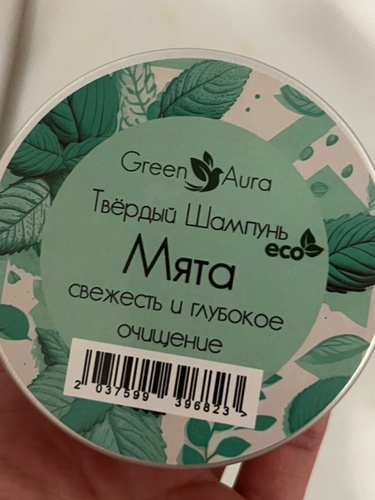 Green Aura
Твёрдый Шампунь
eco
Мята
свежесть и глубокое
очищение
2 037599 396823 >